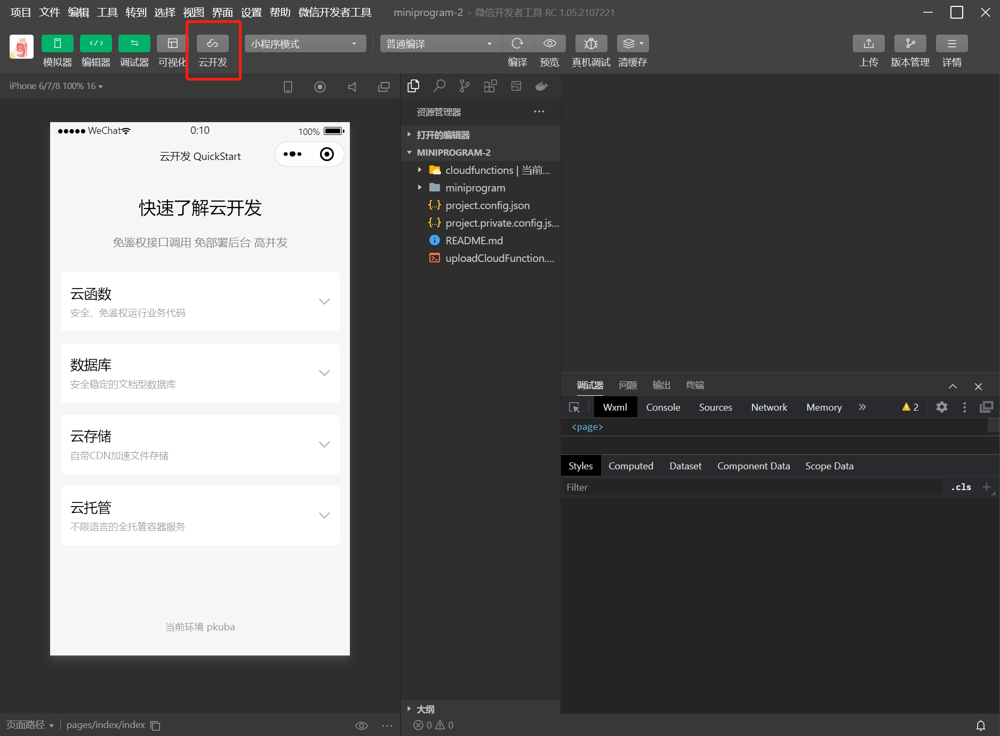 项目 文件 编辑 工具 转到 选择 视图 界面 设置 帮助 微信开发者工具 miniprogram-2 - 微信开发者工具 RC 1.05.2107221
小程序模式 普通编译
模拟器 编辑器 调试器 可视化 云开发 编译 预览 真机调试 清缓存 上传 版本管理 详情
iPhone 6/7/8 100% 16
WeChat 0:10 100%
云开发 QuickStart
快速了解云开发
免鉴权接口调用 免部署后台 高并发
云函数
安全、免鉴权运行业务代码
数据库
安全稳定的文档型数据库
云存储
自带CDN加速文件存储
云托管
不限语言的全托管容器服务
当前环境 pkuba
页面路径 pages/index/index
资源管理器
打开的编辑器
MINIPROGRAM-2
cloudfunctions | 当前...
miniprogram
project.config.json
project.private.config.js...
README.md
uploadCloudFunction....
大纲
0 0
调试器 问题 输出 终端
Wxml Console Sources Network Memory 2
<page>
Styles Computed Dataset Component Data Scope Data
Filter .cls